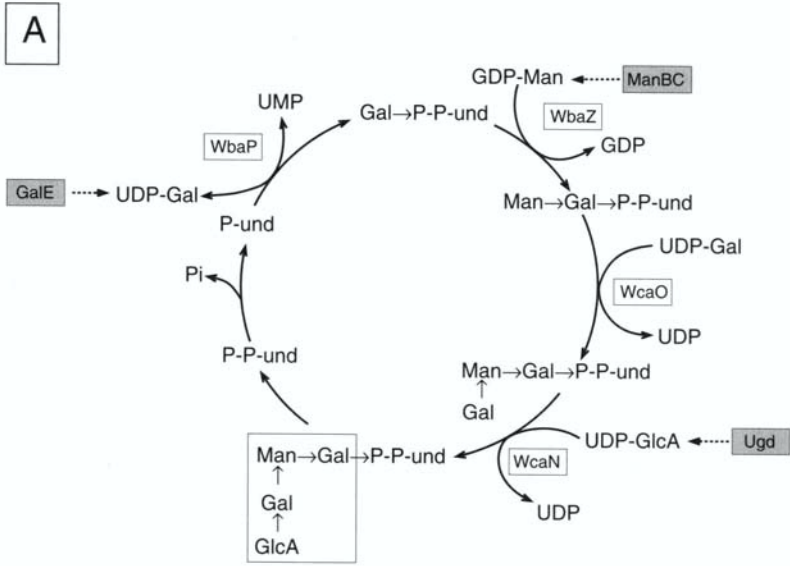 A
GDP-Man
ManBC
UMP
Gal→P-P-und
WbaZ
WbaP
GDP
GalE
UDP-Gal
Man→Gal→P-P-und
P-und
UDP-Gal
Pi
WcaO
UDP
P-P-und
Man→Gal→P-P-und
↑
Gal
UDP-GlcA
Ugd
Man→Gal→P-P-und
WcaN
↑
Gal
UDP
↑
GlcA